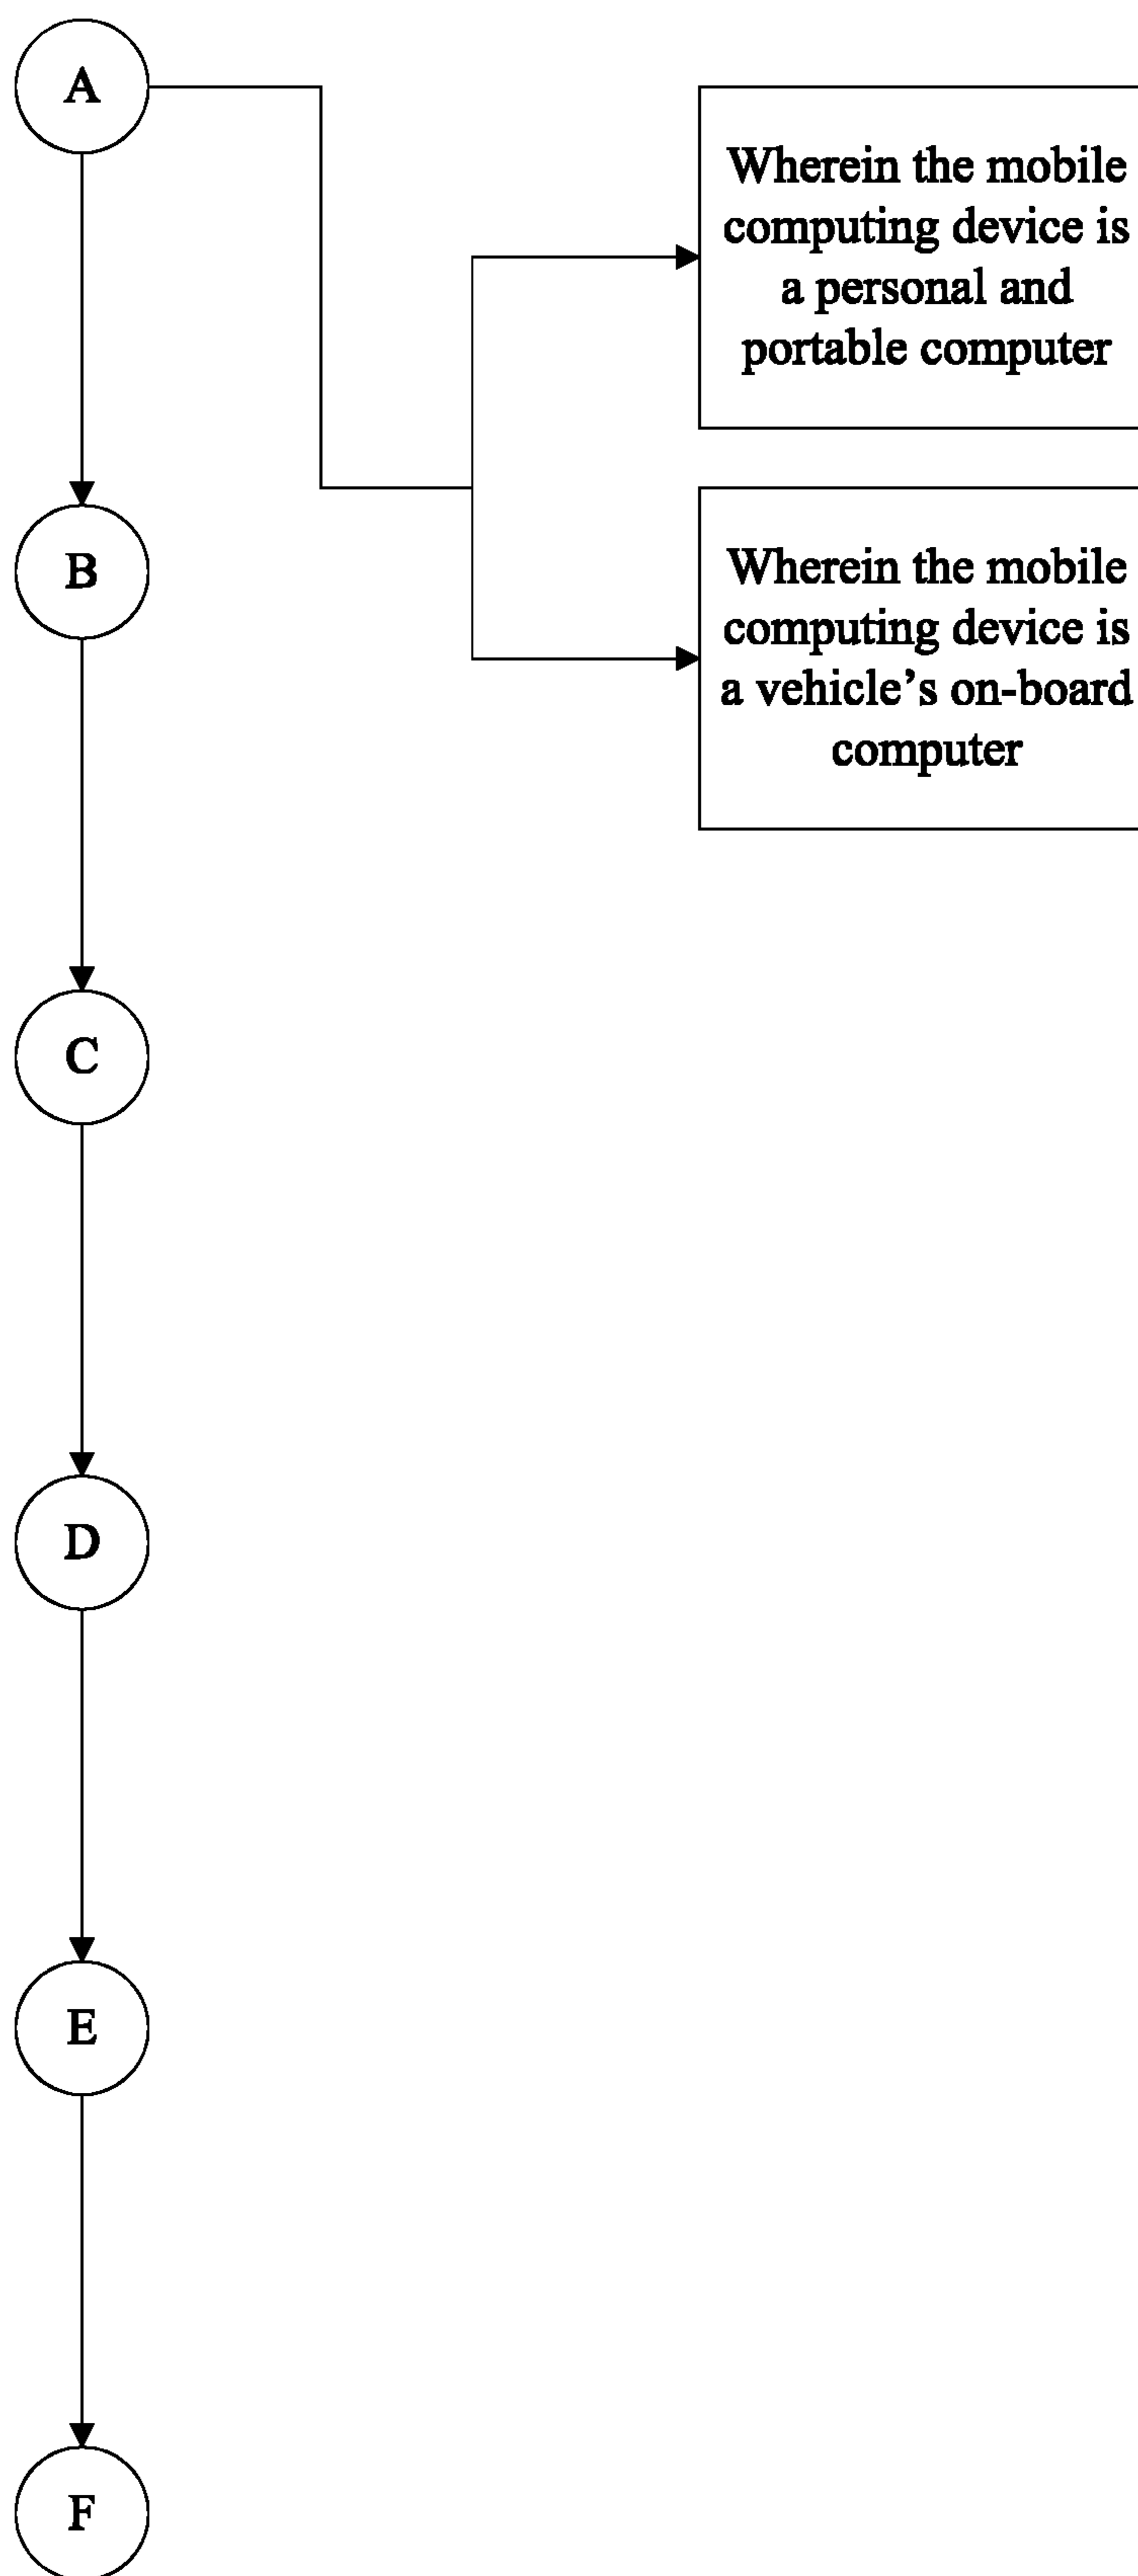 A
Wherein the mobile
computing device is
a personal and
portable computer
B
Wherein the mobile
computing device is
a vehicle’s on-board
computer
C
D
E
F